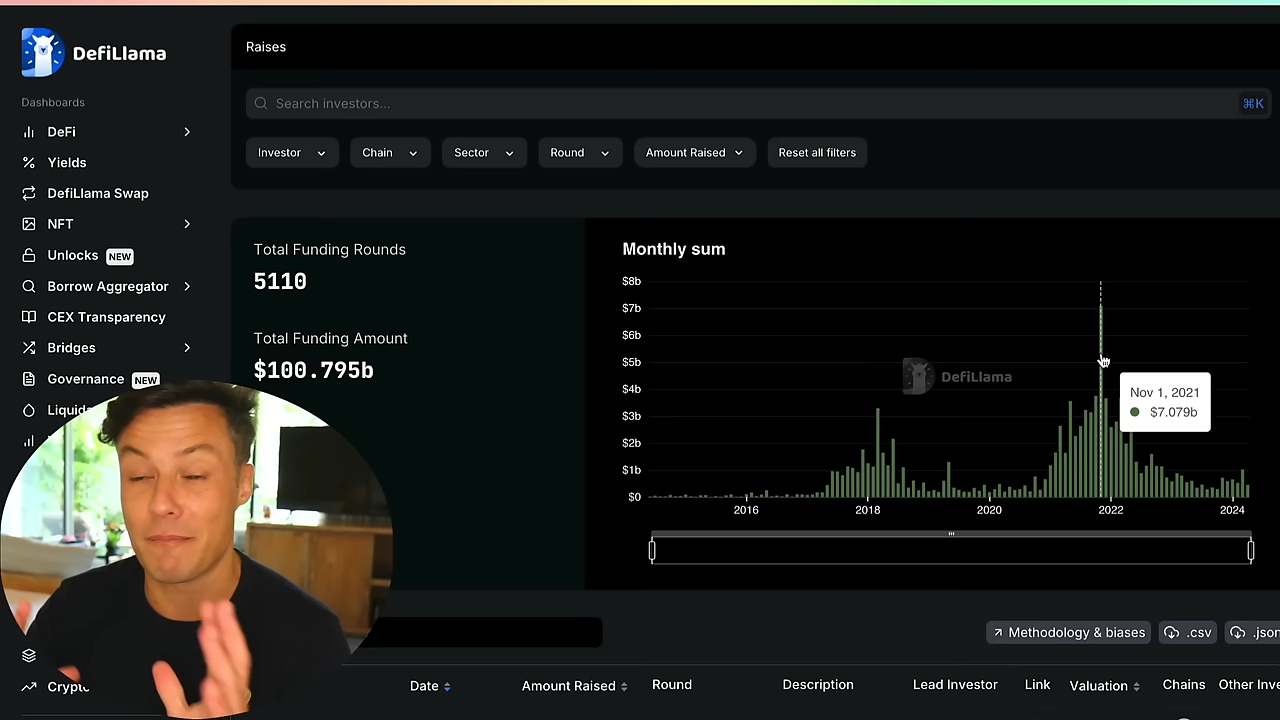 DefiLlama
Dashboards
DeFi
Yields
DefiLlama Swap
NFT
Unlocks NEW
Borrow Aggregator
CEX Transparency
Bridges
Governance NEW
Raises
Search investors...
⌘K
Investor Chain Sector Round Amount Raised Reset all filters
Total Funding Rounds
5110
Total Funding Amount
$100.795b
Monthly sum
$8b
$7b
$6b
$5b
$4b
$3b
$2b
$1b
$0
DefiLlama
Nov 1, 2021
$7.079b
2016 2018 2020 2022 2024
Methodology & biases .csv .json
Date Amount Raised Round Description Lead Investor Link Valuation Chains Other